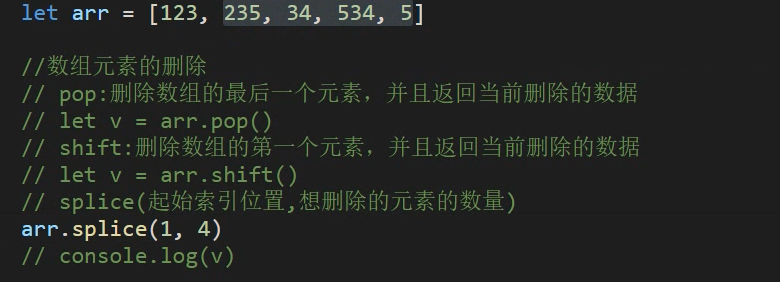 let arr = [123, 235, 34, 534, 5]
//数组元素的删除
// pop:删除数组的最后一个元素，并且返回当前删除的数据
// let v = arr.pop()
// shift:删除数组的第一个元素，并且返回当前删除的数据
// let v = arr.shift()
// splice(起始索引位置,想删除的元素的数量)
arr.splice(1, 4)
// console.log(v)